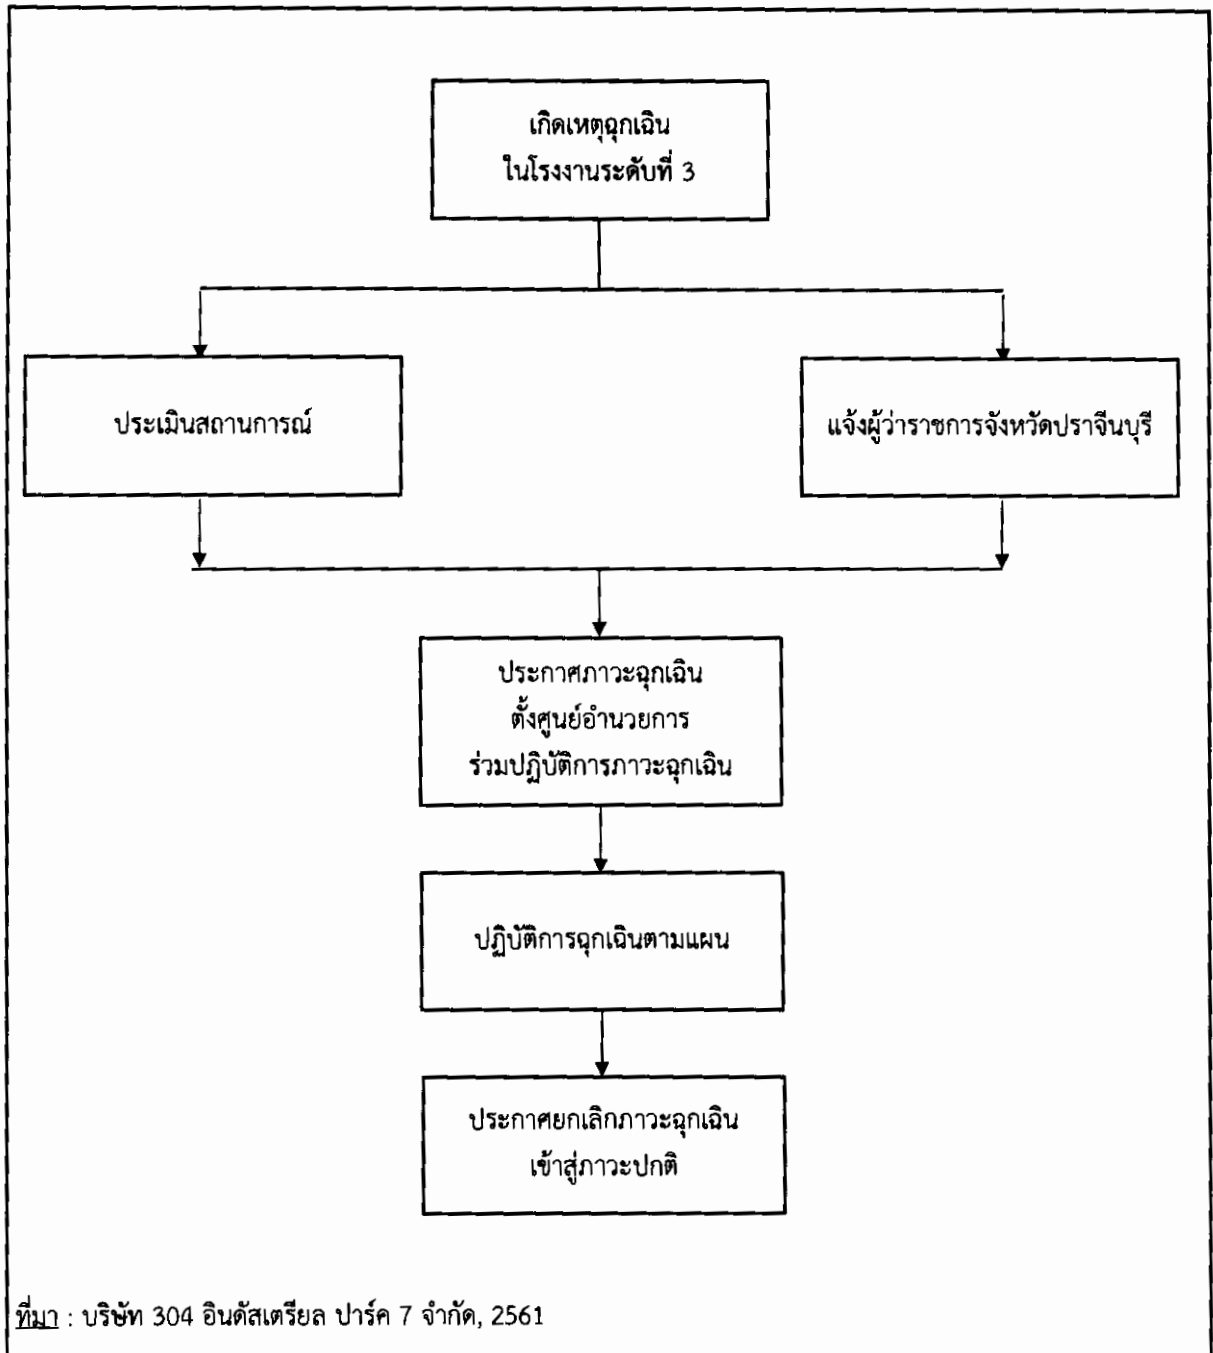 เกิดเหตุฉุกเฉิน
ในโรงงานระดับที่ 3
ประเมินสถานการณ์
แจ้งผู้ว่าราชการจังหวัดปราจีนบุรี
ประกาศภาวะฉุกเฉิน
ตั้งศูนย์อำนวยการ
ร่วมปฏิบัติการภาวะฉุกเฉิน
ปฏิบัติการฉุกเฉินตามแผน
ประกาศยกเลิกภาวะฉุกเฉิน
เข้าสู่ภาวะปกติ
ที่มา : บริษัท 304 อินดัสเตรียล ปาร์ค 7 จำกัด, 2561